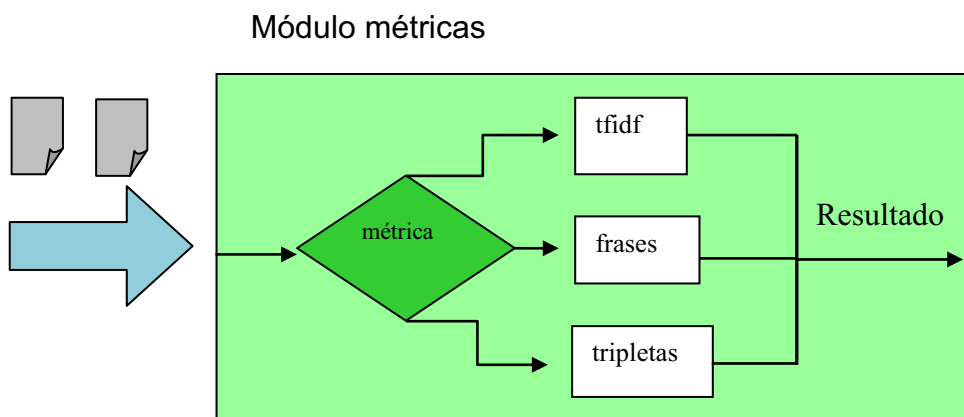 Módulo métricas
tfidf
métrica
frases
Resultado
tripletas